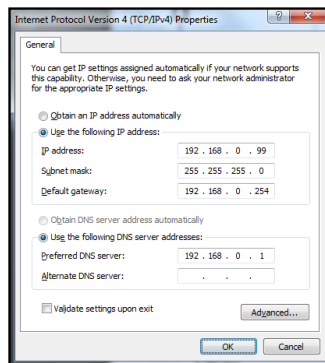 Internet Protocol Version 4 (TCP/IPv4) Properties
General
You can get IP settings assigned automatically if your network supports
this capability. Otherwise, you need to ask your network administrator
for the appropriate IP settings.
Obtain an IP address automatically
Use the following IP address:
IP address: 192 . 168 . 0 . 99
Subnet mask: 255 . 255 . 255 . 0
Default gateway: 192 . 168 . 0 . 254
Obtain DNS server address automatically
Use the following DNS server addresses:
Preferred DNS server: 192 . 168 . 0 . 1
Alternate DNS server: . . .
Validate settings upon exit
Advanced...
OK Cancel